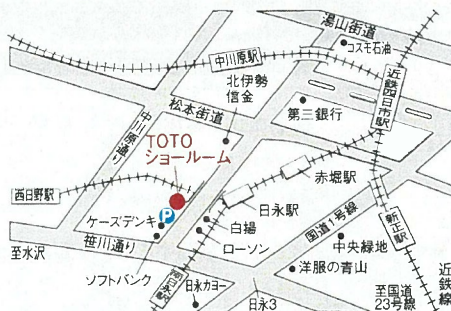 湯山街道
コスモ石油
中川原駅
北伊勢
信金
近鉄四日市駅
松本街道
第三銀行
中川原通り
TOTO
ショールーム
赤堀駅
西日野駅
P
日永駅
国道1号線
新正駅
ケーズデンキ
白揚
ローソン
中央緑地
至水沢
笹川通り
ソフトバンク
洋服の青山
南日永駅
日永カヨー
日永3
至国道
23号線
近鉄線